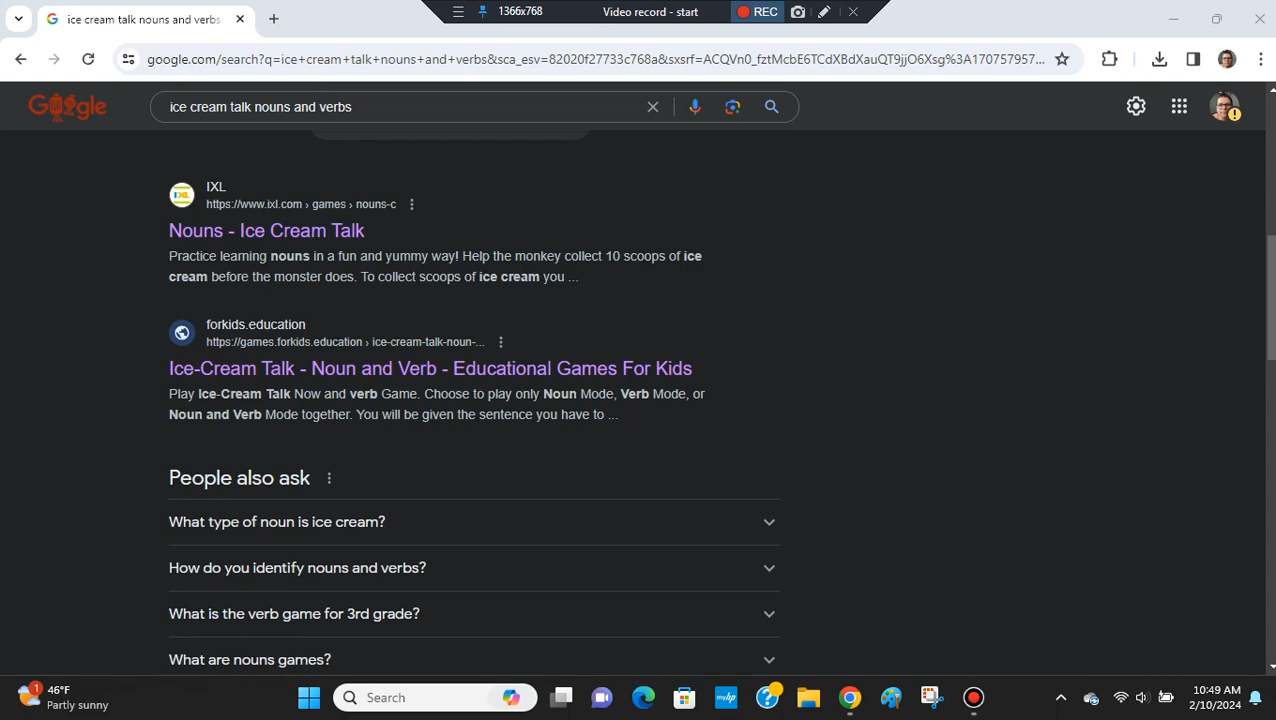 1366x768 Video record - start REC
ice cream talk nouns and verbs
google.com/search?q=ice+cream+talk+nouns+and+verbs&sca_esv=82020f27733c768a&sxsrf=ACQVn0_fztMcbE6TCdXBdXauQT9jjO6Xsg%3A170757957...
Google
ice cream talk nouns and verbs
IXL
https://www.ixl.com › games › nouns-c
Nouns - Ice Cream Talk
Practice learning nouns in a fun and yummy way! Help the monkey collect 10 scoops of ice
cream before the monster does. To collect scoops of ice cream you ...
forkids.education
https://games.forkids.education › ice-cream-talk-noun-...
Ice-Cream Talk - Noun and Verb - Educational Games For Kids
Play Ice-Cream Talk Now and verb Game. Choose to play only Noun Mode, Verb Mode, or
Noun and Verb Mode together. You will be given the sentence you have to ...
People also ask
What type of noun is ice cream?
How do you identify nouns and verbs?
What is the verb game for 3rd grade?
What are nouns games?
1
46°F
Partly sunny
Search
myhp
10:49 AM
2/10/2024